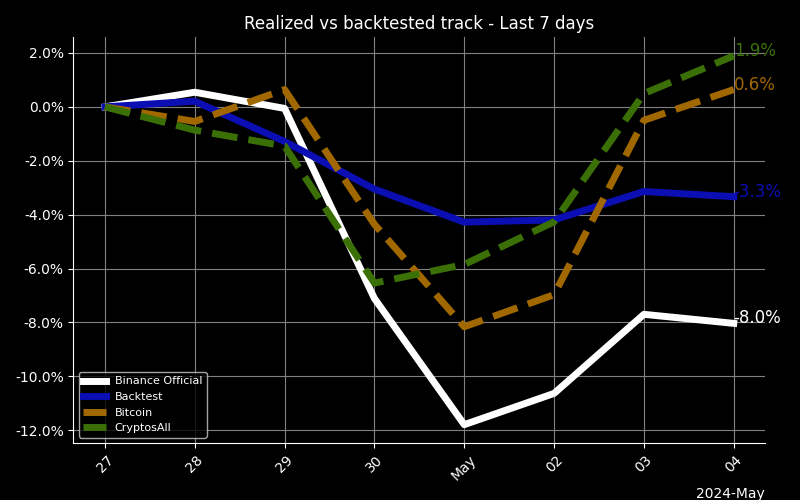 Realized vs backtested track - Last 7 days
2.0%
0.0%
-2.0%
-4.0%
-6.0%
-8.0%
-10.0%
-12.0%
1.9%
0.6%
-3.3%
-8.0%
Binance Official
Backtest
Bitcoin
CryptosAll
27
28
29
30
May
02
03
04
2024-May